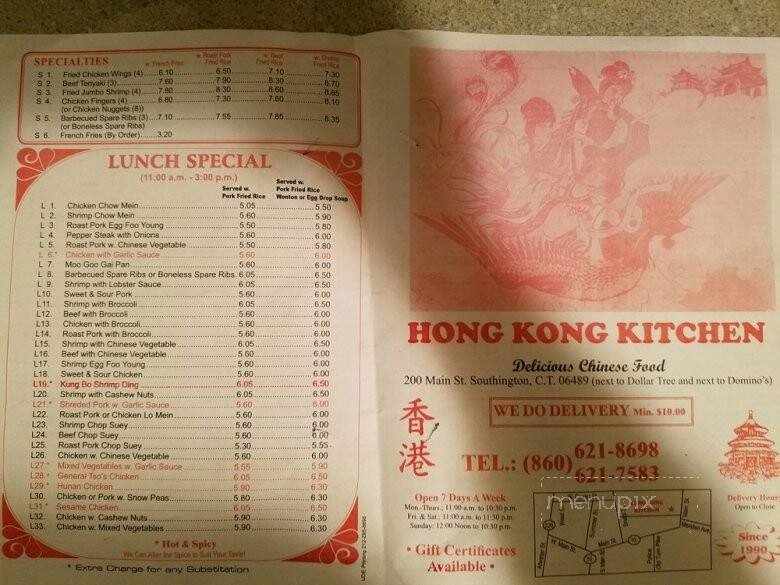 SPECIALTIES
w. French Fries w. Roast Pork Fried Rice w. Beef Fried Rice w. Shrimp Fried Rice
S 1. Fried Chicken Wings (4) 6.10 6.50 7.10 7.30
S 2. Beef Teriyaki (3) 7.60 7.90 8.30 8.70
S 3. Fried Jumbo Shrimp (4) 7.80 8.30 8.60 8.65
S 4. Chicken Fingers (4) 6.80 7.30 7.60 8.10
(or Chicken Nuggets (8))
S 5. Barbecued Spare Ribs (3) 7.10 7.55 7.85 8.35
(or Boneless Spare Ribs)
S 6. French Fries (By Order) 3.20
LUNCH SPECIAL
(11:00 a.m. - 3:00 p.m.)
Served w. Pork Fried Rice
Served w. Pork Fried Rice Wonton or Egg Drop Soup
L 1. Chicken Chow Mein 5.05 5.50
L 2. Shrimp Chow Mein 5.60 5.90
L 3. Roast Pork Egg Foo Young 5.50 5.80
L 4. Pepper Steak with Onions 5.60 6.00
L 5. Roast Pork w. Chinese Vegetable 5.50 5.80
L 6.* Chicken with Garlic Sauce 5.60 6.00
L 7. Moo Goo Gai Pan 5.60 6.00
L 8. Barbecued Spare Ribs or Boneless Spare Ribs 6.05 6.50
L 9. Shrimp with Lobster Sauce 6.05 6.50
L10. Sweet & Sour Pork 5.60 6.00
L11. Shrimp with Broccoli 6.05 6.50
L12. Beef with Broccoli 5.60 6.00
L13. Chicken with Broccoli 5.60 6.00
L14. Roast Pork with Broccoli 5.60 6.00
L15. Shrimp with Chinese Vegetable 6.05 6.50
L16. Beef with Chinese Vegetable 5.60 6.00
L17. Shrimp Egg Foo Young 5.60 6.00
L18. Sweet & Sour Chicken 5.60 6.00
L19.* Kung Bo Shrimp Ding 6.05 6.50
L20. Shrimp with Cashew Nuts 6.05 6.50
L21.* Shredded Pork w. Garlic Sauce 5.60 6.00
L22. Roast Pork or Chicken Lo Mein 5.60 6.00
L23. Shrimp Chop Suey 5.60 6.00
L24. Beef Chop Suey 5.60 6.00
L25. Roast Pork Chop Suey 5.30 5.55
L26. Chicken w. Chinese Vegetable 5.60 6.00
L27.* Mixed Vegetables w. Garlic Sauce 5.55 5.90
L28.* General Tso's Chicken 6.05 6.50
L29.* Hunan Chicken 5.90 6.30
L30. Chicken or Pork w. Snow Peas 5.80 6.30
L31.* Sesame Chicken 6.05 6.50
L32. Chicken w. Cashew Nuts 5.90 6.30
L33. Chicken w. Mixed Vegetables 5.90 6.30
* Hot & Spicy
We Can Alter the Spice to Suit Your Taste!
* Extra Charge for any Substitution
HONG KONG KITCHEN
Delicious Chinese Food
200 Main St. Southington, C.T. 06489 (next to Dollar Tree and next to Domino's)
香港
WE DO DELIVERY Min. $10.00
TEL.: (860) 621-8698
621-7583
Open 7 Days A Week
Mon.-Thurs.: 11:00 a.m. to 10:30 p.m.
Fri. & Sat.: 11:00 a.m. to 11:30 p.m.
Sunday: 12:00 Noon to 10:30 p.m.
• Gift Certificates
Available •
menupix
Main St.
W. Main St.
Delivery Hour
Open to Close
Since
1990